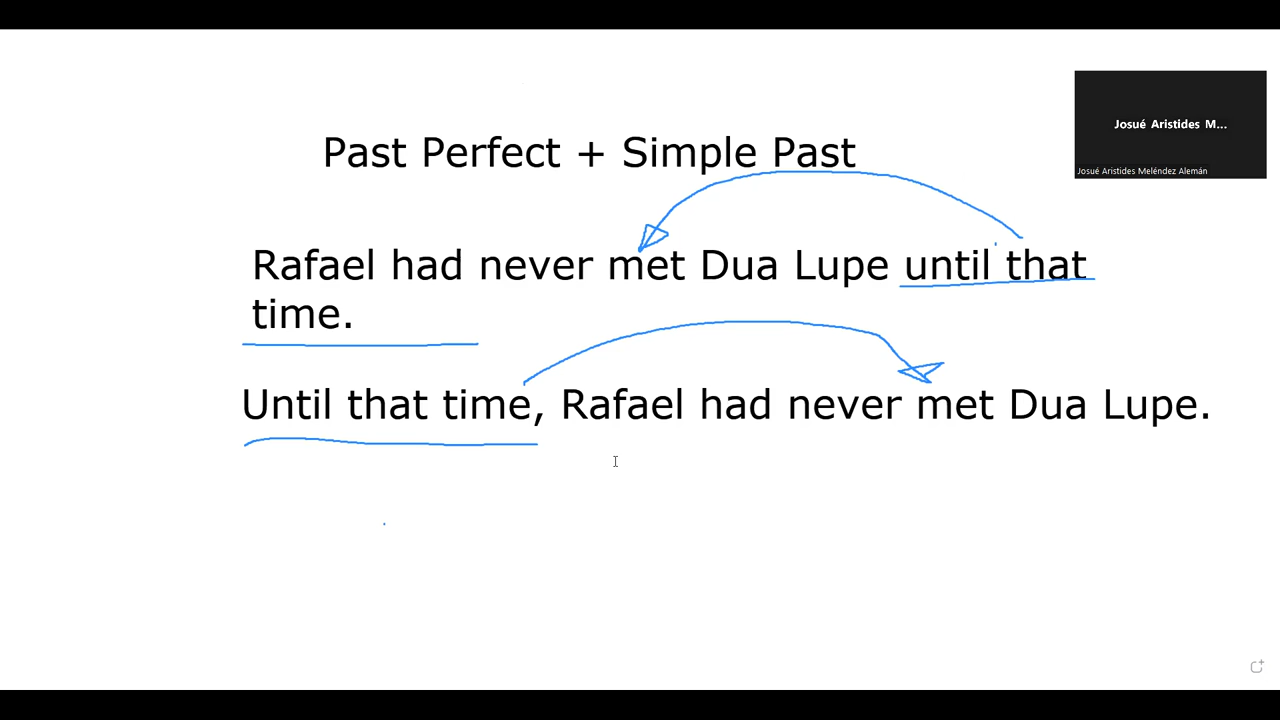 Past Perfect + Simple Past
Josué Aristides M...
Josué Aristides Meléndez Alemán
Rafael had never met Dua Lupe until that
time.
Until that time, Rafael had never met Dua Lupe.